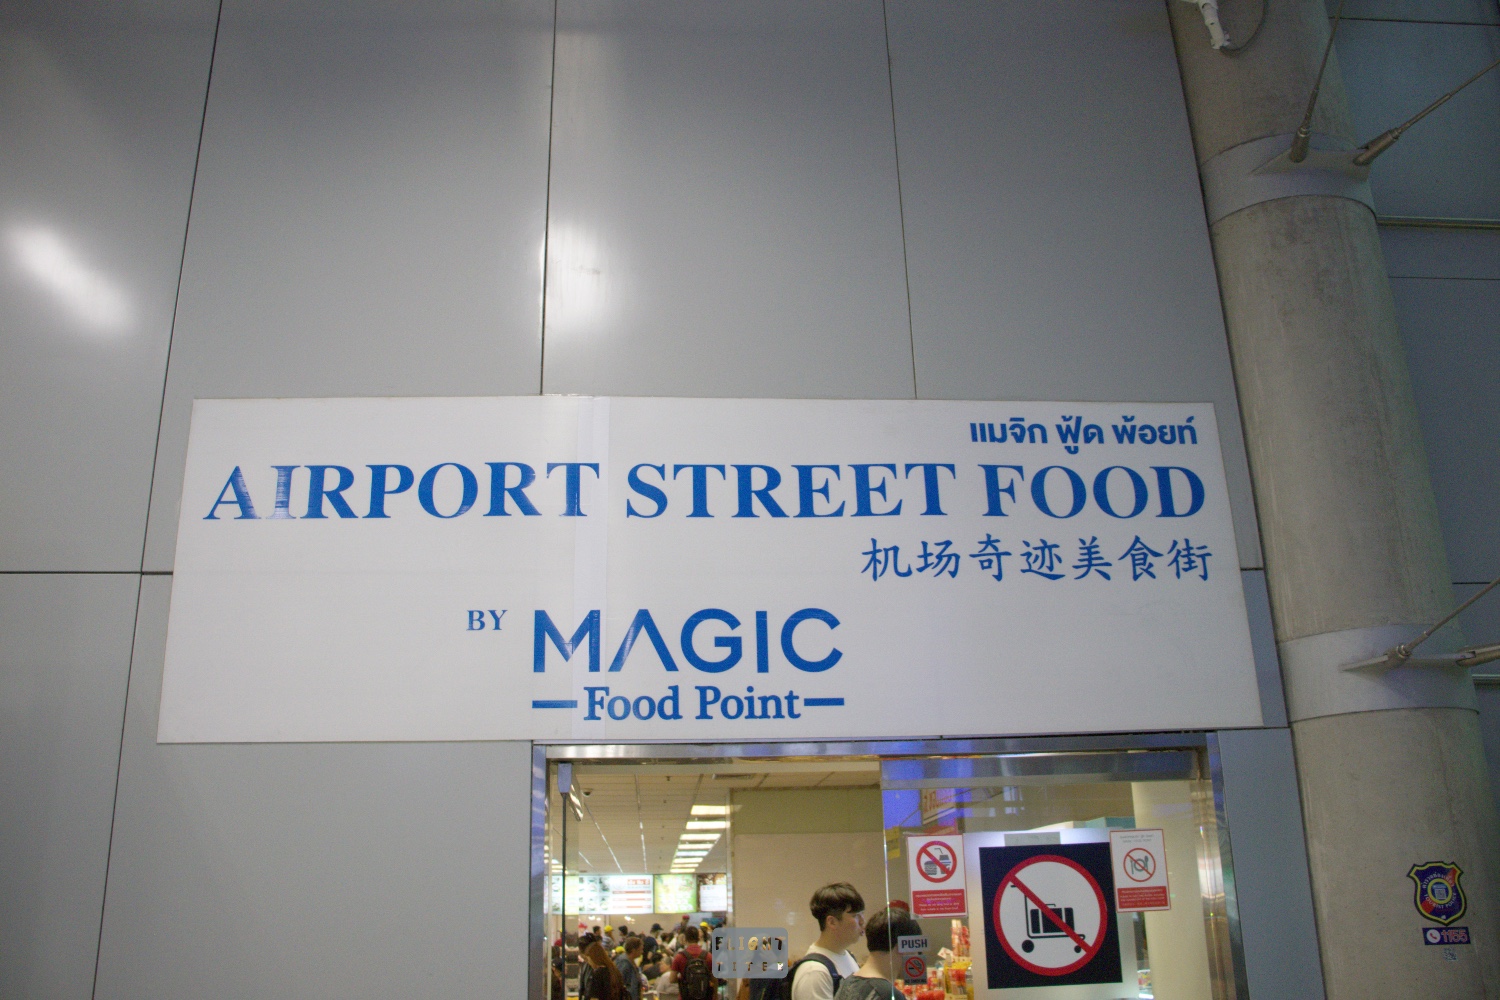 แมจิก ฟู้ด พ้อยท์
AIRPORT STREET FOOD
机场奇迹美食街
BY MAGIC
Food Point
PUSH
1155